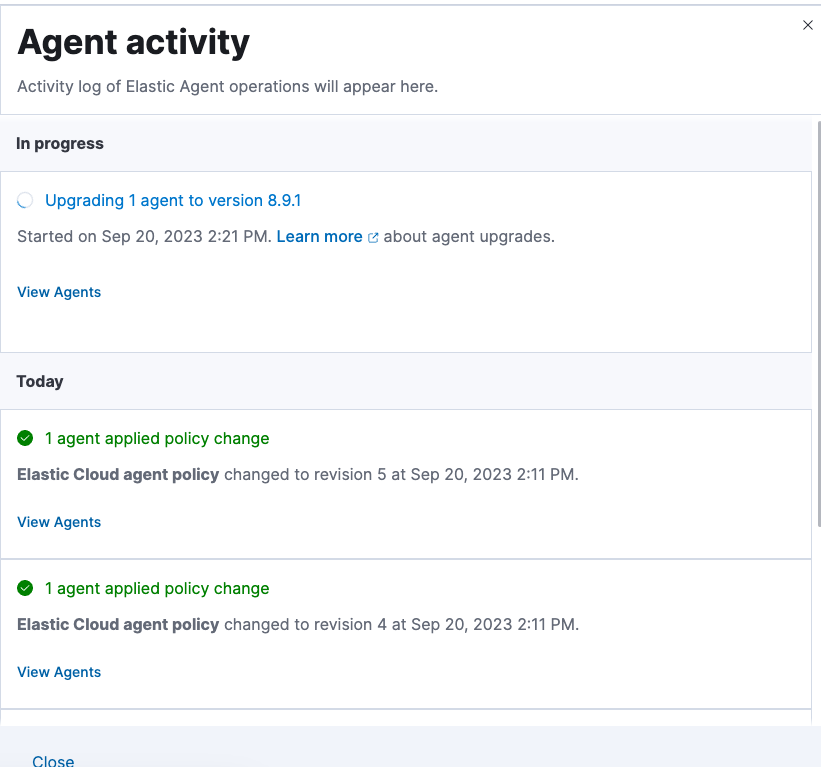 Agent activity
Activity log of Elastic Agent operations will appear here.
In progress
Upgrading 1 agent to version 8.9.1
Started on Sep 20, 2023 2:21 PM. Learn more about agent upgrades.
View Agents
Today
1 agent applied policy change
Elastic Cloud agent policy changed to revision 5 at Sep 20, 2023 2:11 PM.
View Agents
1 agent applied policy change
Elastic Cloud agent policy changed to revision 4 at Sep 20, 2023 2:11 PM.
View Agents
Close